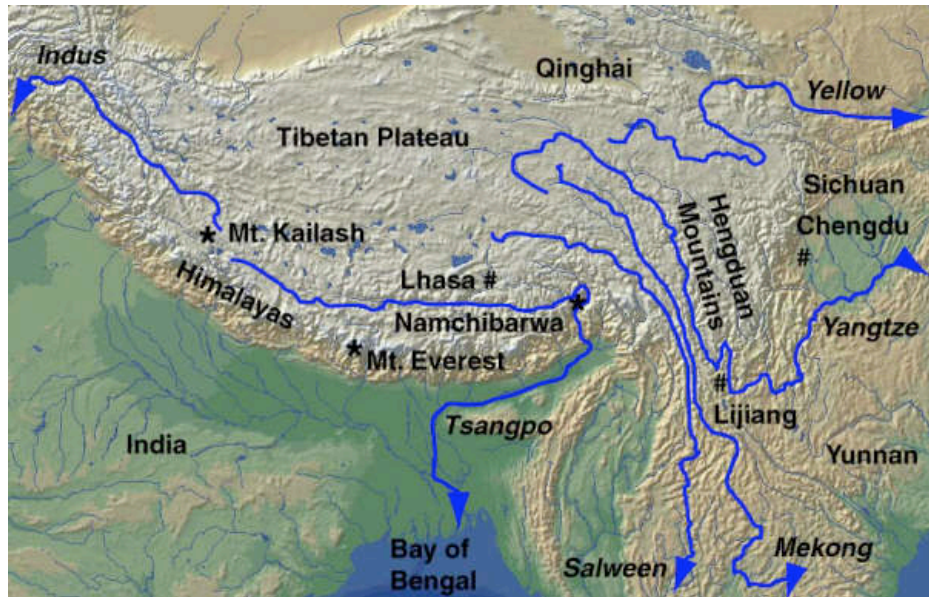 Indus
Qinghai
Yellow
Tibetan Plateau
Sichuan
Hengduan
Mountains
Chengdu
#
* Mt. Kailash
Himalayas
Lhasa #
*
Namchibarwa
Yangtze
* Mt. Everest
#
Lijiang
Tsangpo
India
Yunnan
Bay of
Bengal
Salween
Mekong